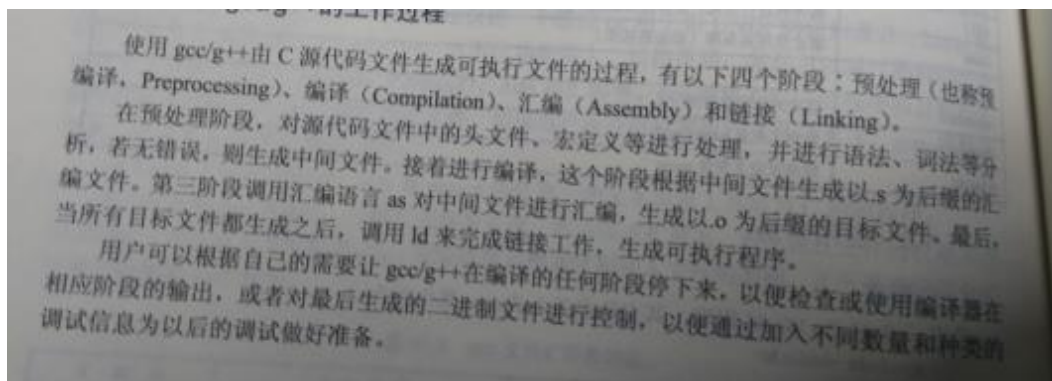 的工作过程
使用 gcc/g++由 C 源代码文件生成可执行文件的过程，有以下四个阶段：预处理（也称预
编译，Preprocessing）、编译（Compilation）、汇编（Assembly）和链接（Linking）。
在预处理阶段，对源代码文件中的头文件、宏定义等进行处理，并进行语法、词法等分
析，若无错误，则生成中间文件。接着进行编译，这个阶段根据中间文件生成以.s 为后缀的汇
编文件。第三阶段调用汇编语言 as 对中间文件进行汇编，生成以.o 为后缀的目标文件、最后，
当所有目标文件都生成之后，调用 ld 来完成链接工作，生成可执行程序。
用户可以根据自己的需要让 gcc/g++在编译的任何阶段停下来，以便检查或使用编译器在
相应阶段的输出，或者对最后生成的二进制文件进行控制，以便通过加入不同数量和种类的
调试信息为以后的调试做好准备。